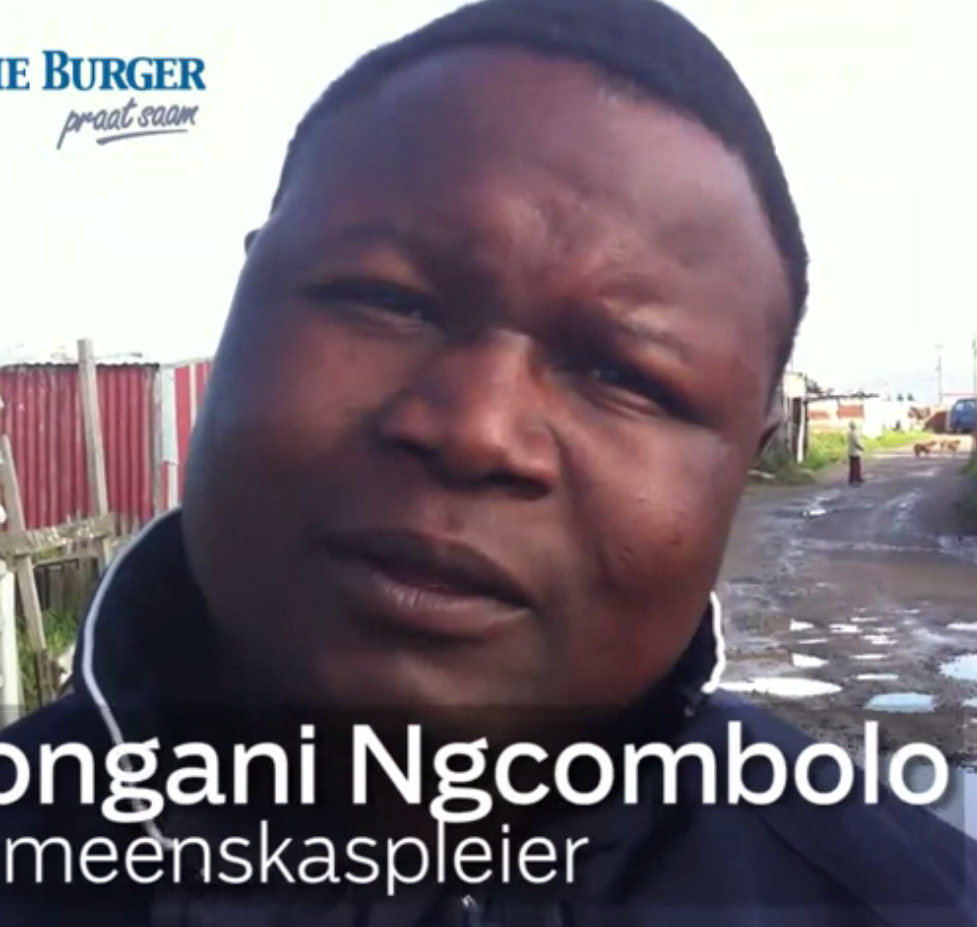 IE BURGER
praat saam
ongani Ngcombolo
meenskaspleier